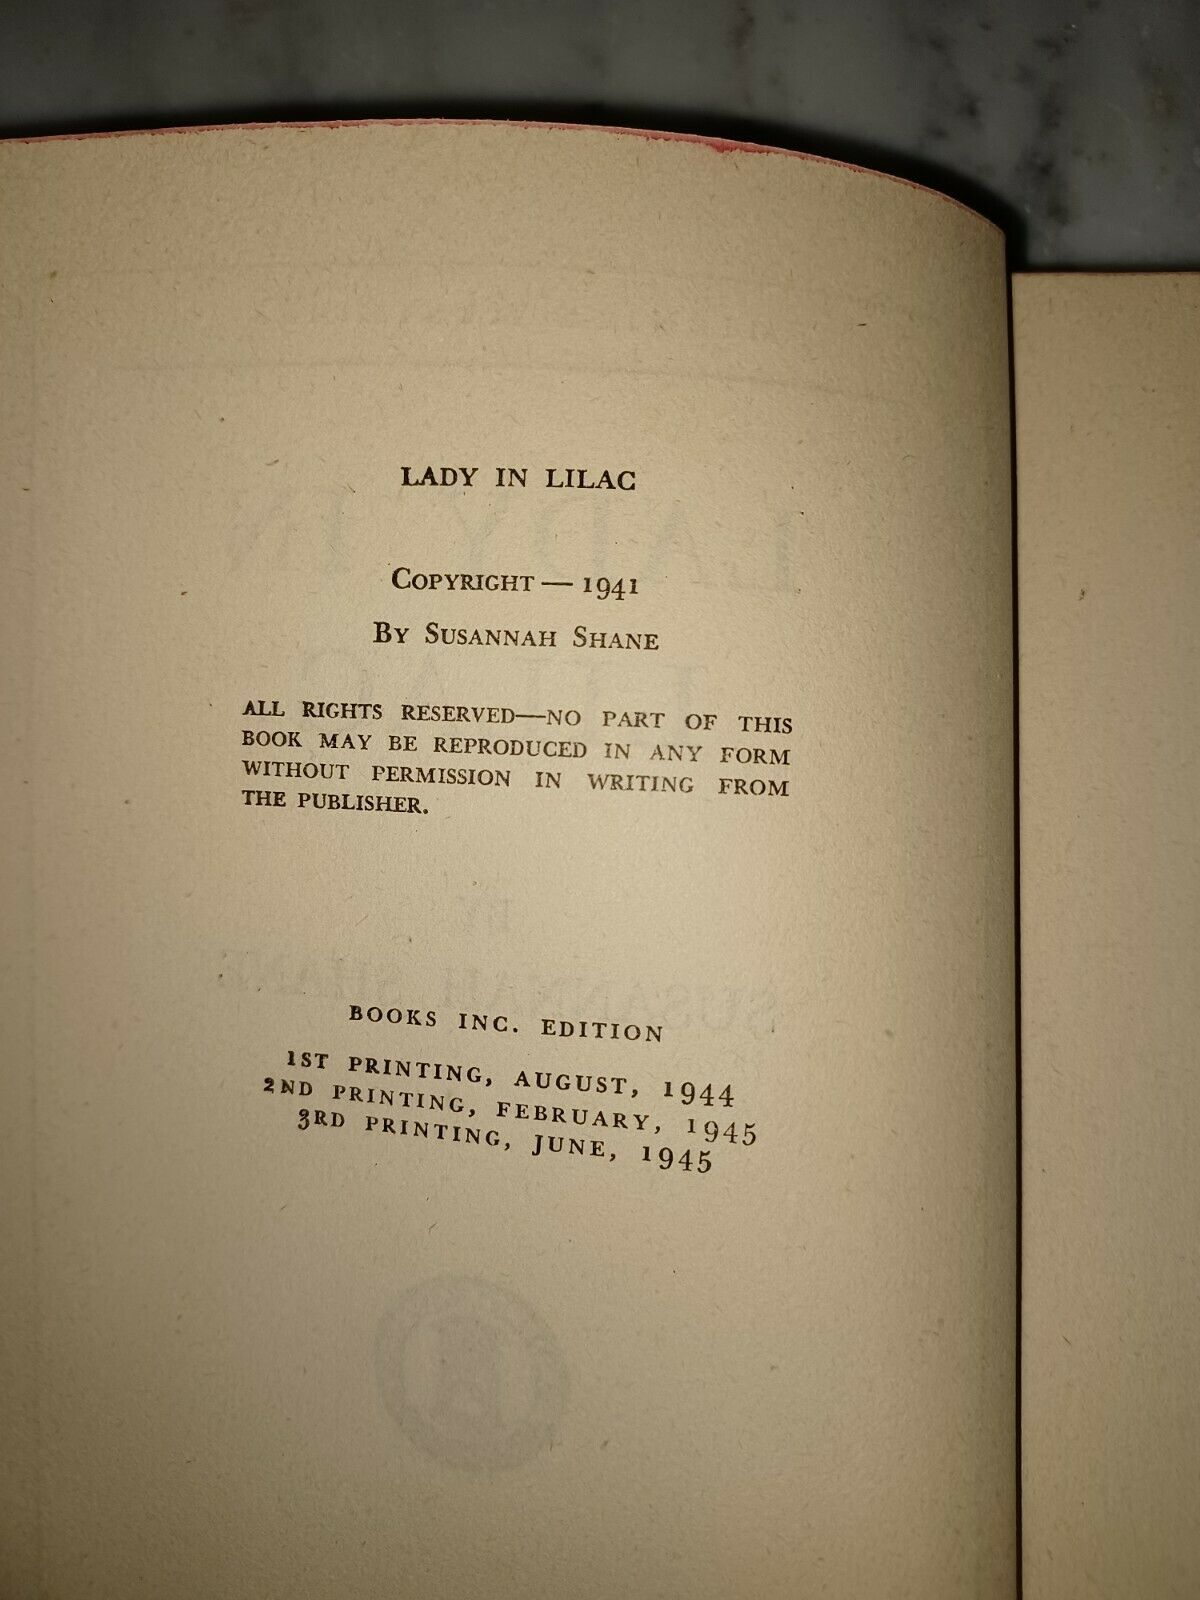 LADY IN LILAC
COPYRIGHT — 1941
BY SUSANNAH SHANE
ALL RIGHTS RESERVED—NO PART OF THIS
BOOK MAY BE REPRODUCED IN ANY FORM
WITHOUT PERMISSION IN WRITING FROM
THE PUBLISHER.
BOOKS INC. EDITION
1ST PRINTING, AUGUST, 1944
2ND PRINTING, FEBRUARY, 1945
3RD PRINTING, JUNE, 1945